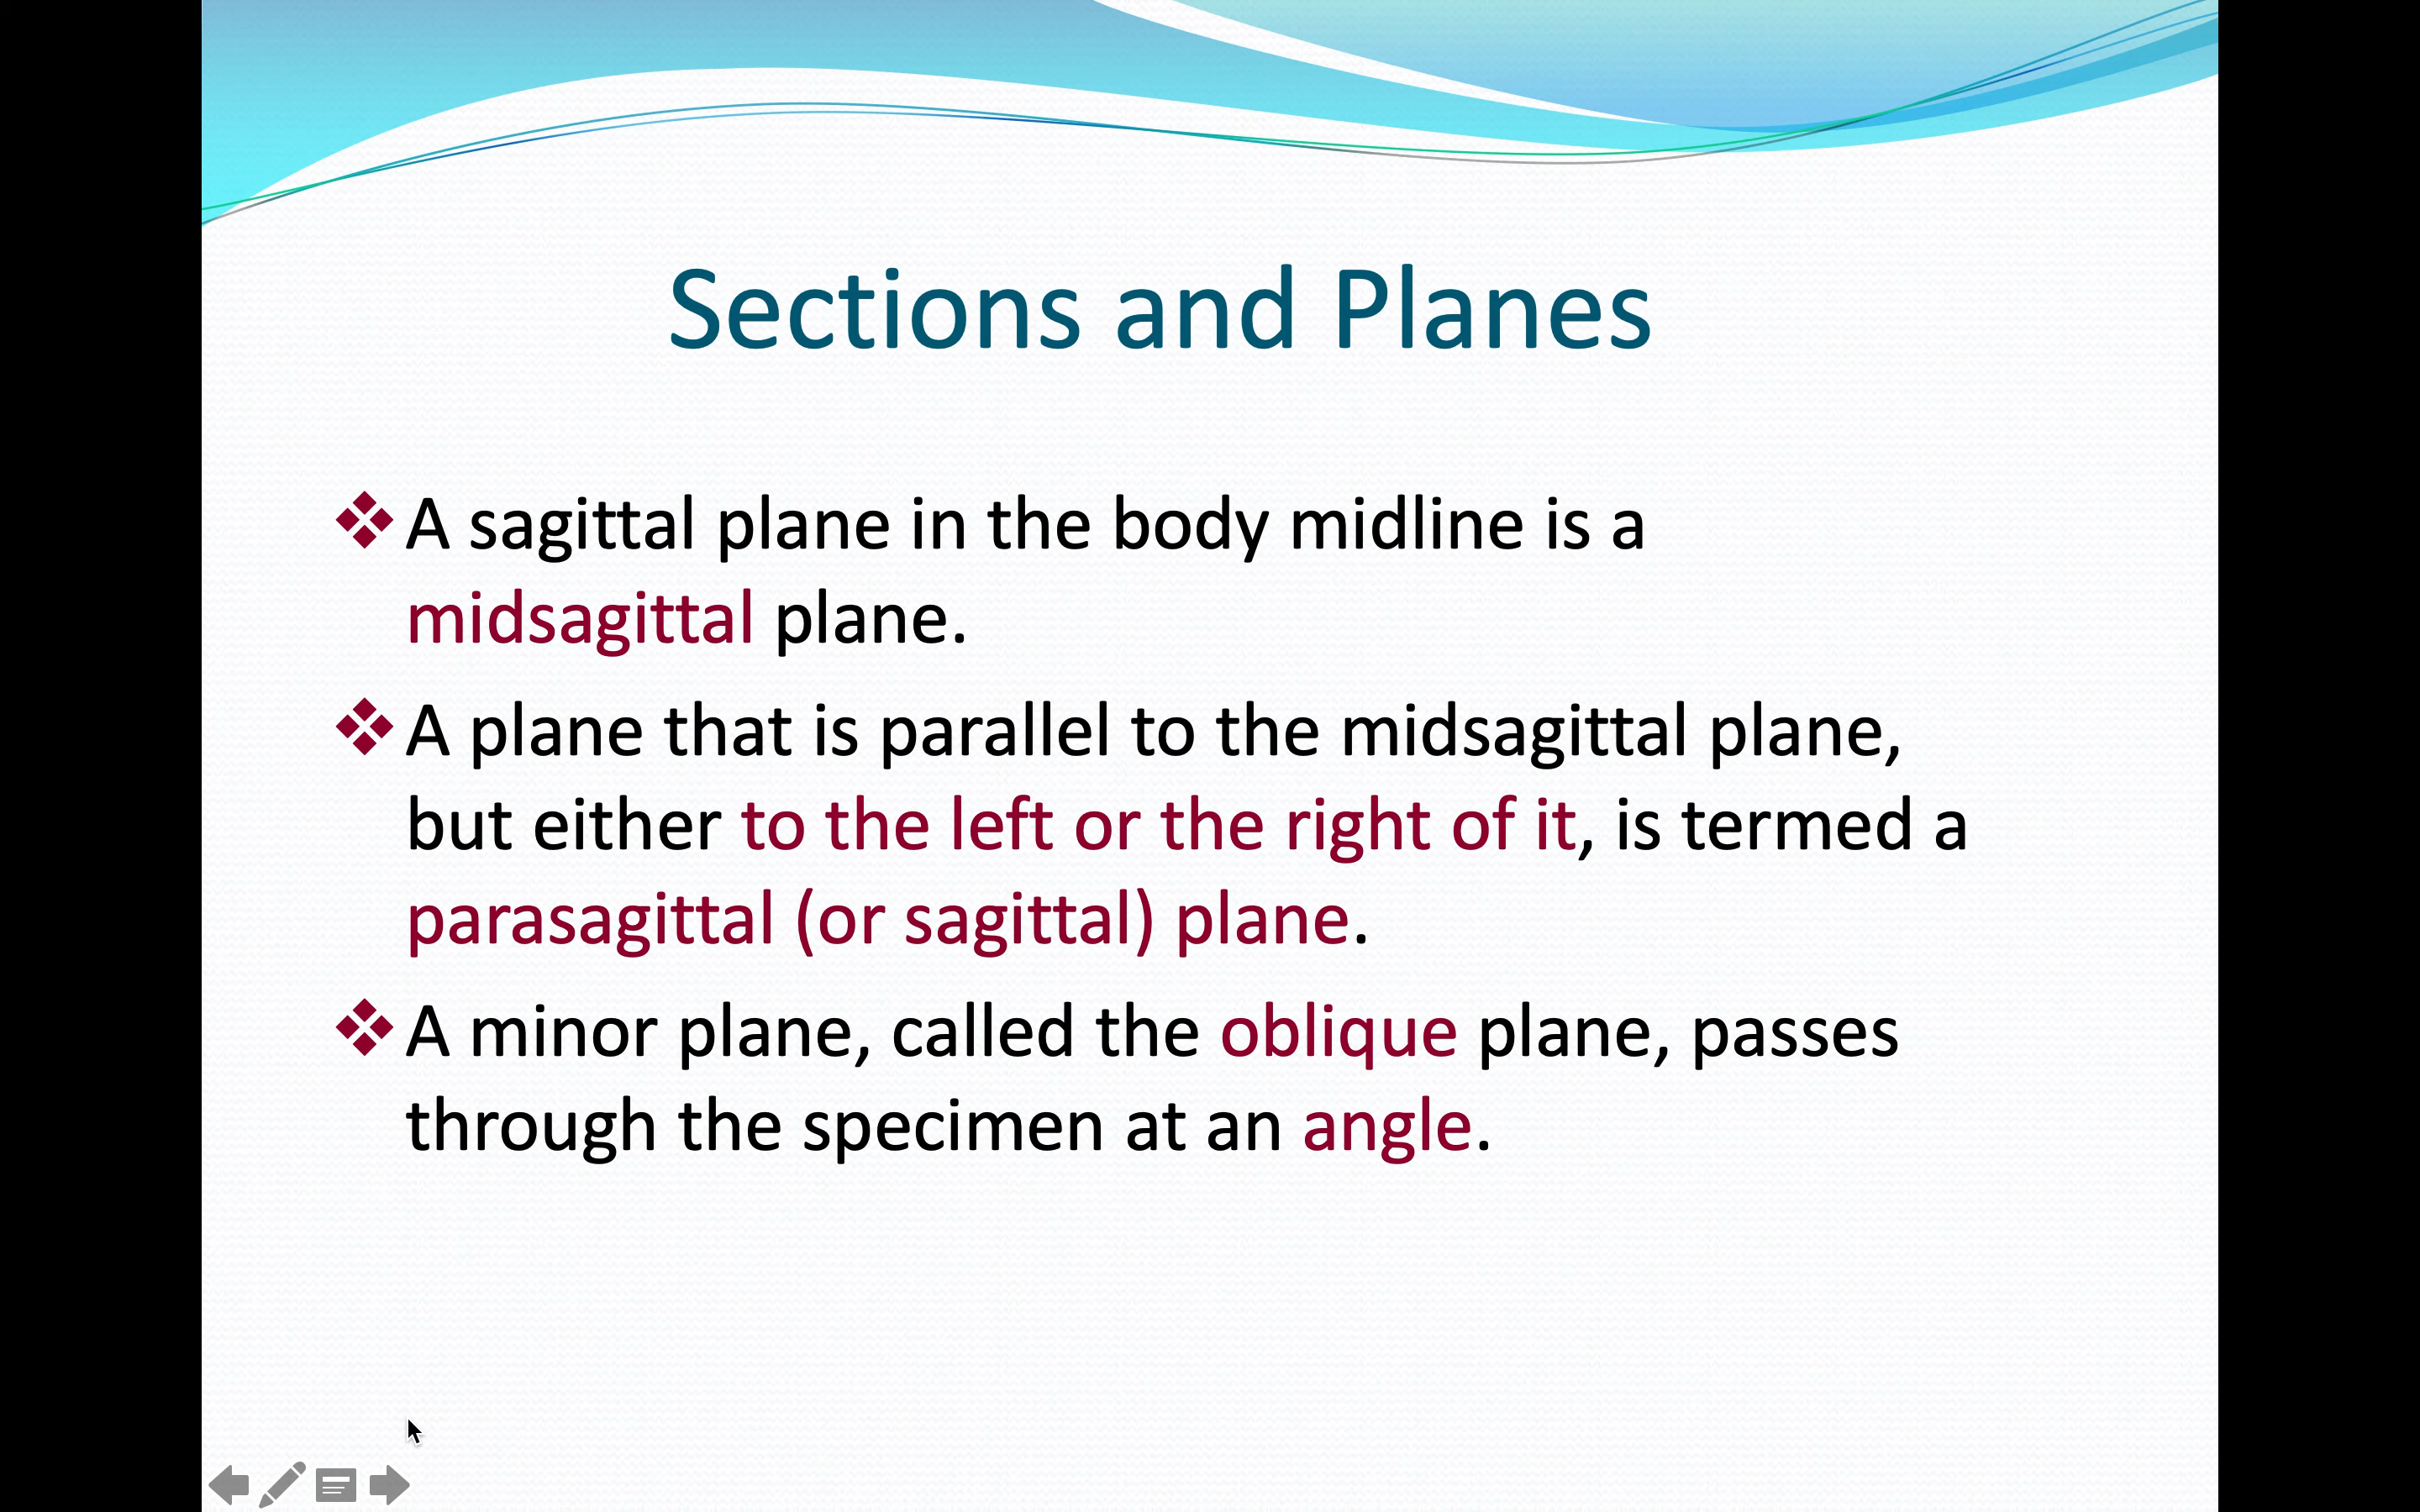 Sections and Planes
A sagittal plane in the body midline is a
midsagittal plane.
A plane that is parallel to the midsagittal plane,
but either to the left or the right of it, is termed a
parasagittal (or sagittal) plane.
A minor plane, called the oblique plane, passes
through the specimen at an angle.